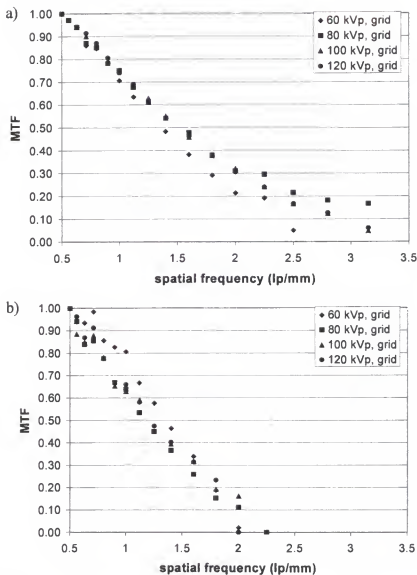 a)
1.00
0.90
0.80
0.70
0.60
0.50
0.40
0.30
0.20
0.10
0.00
MTF
60 kVp, grid
80 kVp, grid
100 kVp, grid
120 kVp, grid
0.5 1 1.5 2 2.5 3 3.5
spatial frequency (lp/mm)
b)
1.00
0.90
0.80
0.70
0.60
0.50
0.40
0.30
0.20
0.10
0.00
MTF
60 kVp, grid
80 kVp, grid
100 kVp, grid
120 kVp, grid
0.5 1 1.5 2 2.5 3 3.5
spatial frequency (lp/mm)